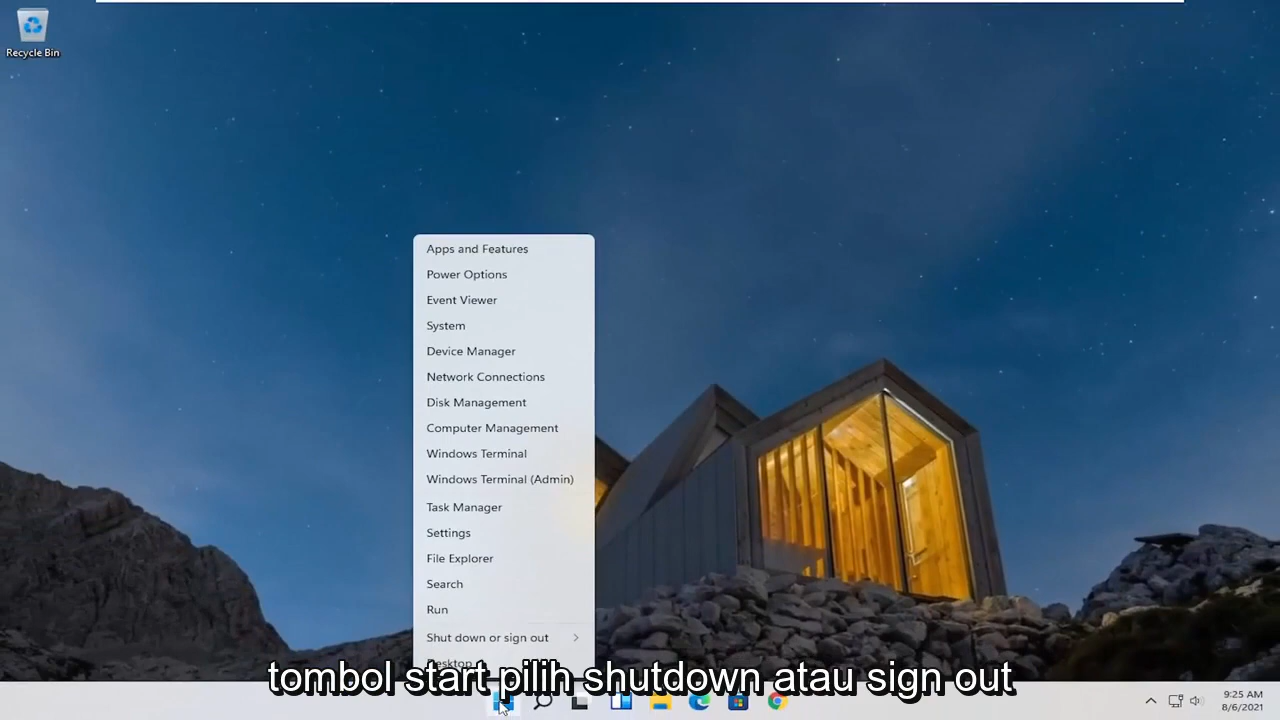 Recycle Bin
Apps and Features
Power Options
Event Viewer
System
Device Manager
Network Connections
Disk Management
Computer Management
Windows Terminal
Windows Terminal (Admin)
Task Manager
Settings
File Explorer
Search
Run
Shut down or sign out
Desktop
tombol start pilih shutdown atau sign out
9:25 AM
8/6/2021